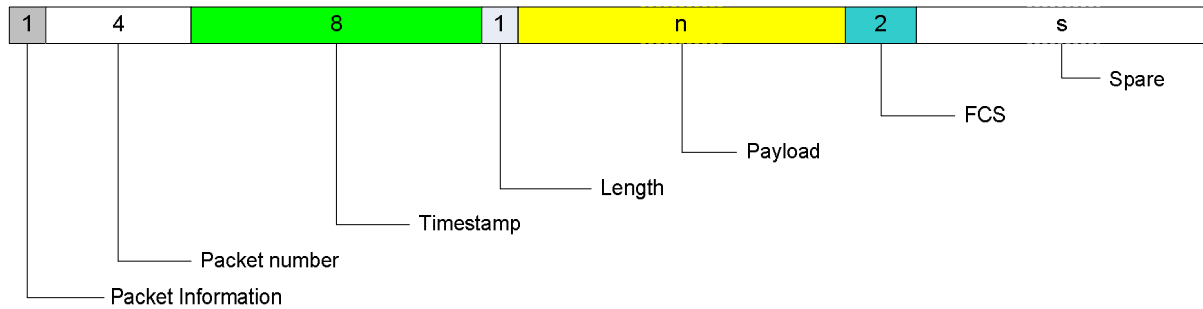 1 4 8 1 n 2 s
Spare
FCS
Payload
Length
Timestamp
Packet number
Packet Information